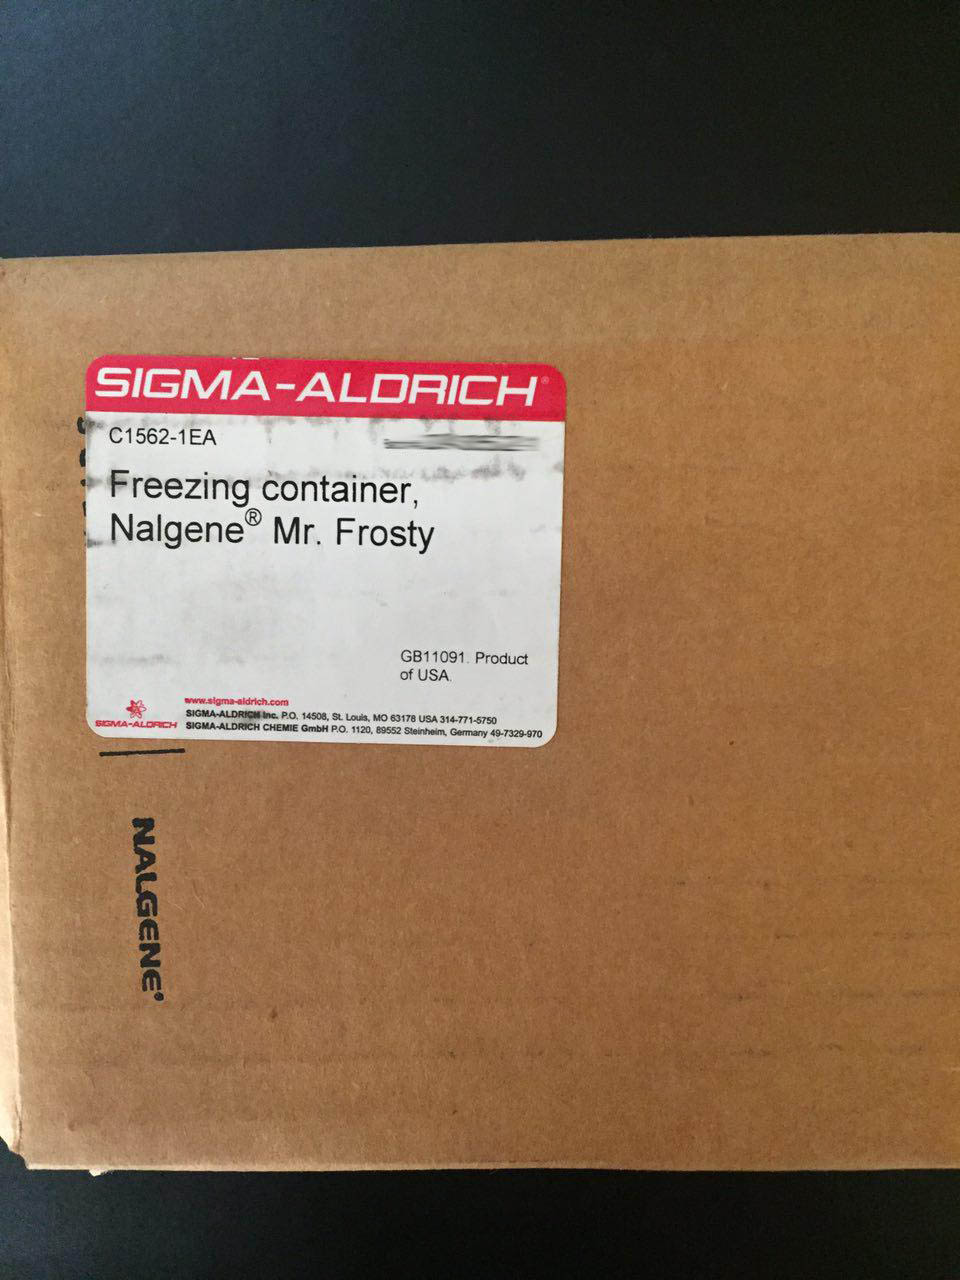 SIGMA-ALDRICH®
C1562-1EA
Freezing container,
Nalgene® Mr. Frosty
GB11091. Product
of USA.
SIGMA-ALDRICH
www.sigma-aldrich.com
SIGMA-ALDRICH Inc. P.O. 14508, St. Louis, MO 63178 USA 314-771-5750
SIGMA-ALDRICH CHEMIE GmbH P.O. 1120, 89552 Steinheim, Germany 49-7329-970
NALGENE®